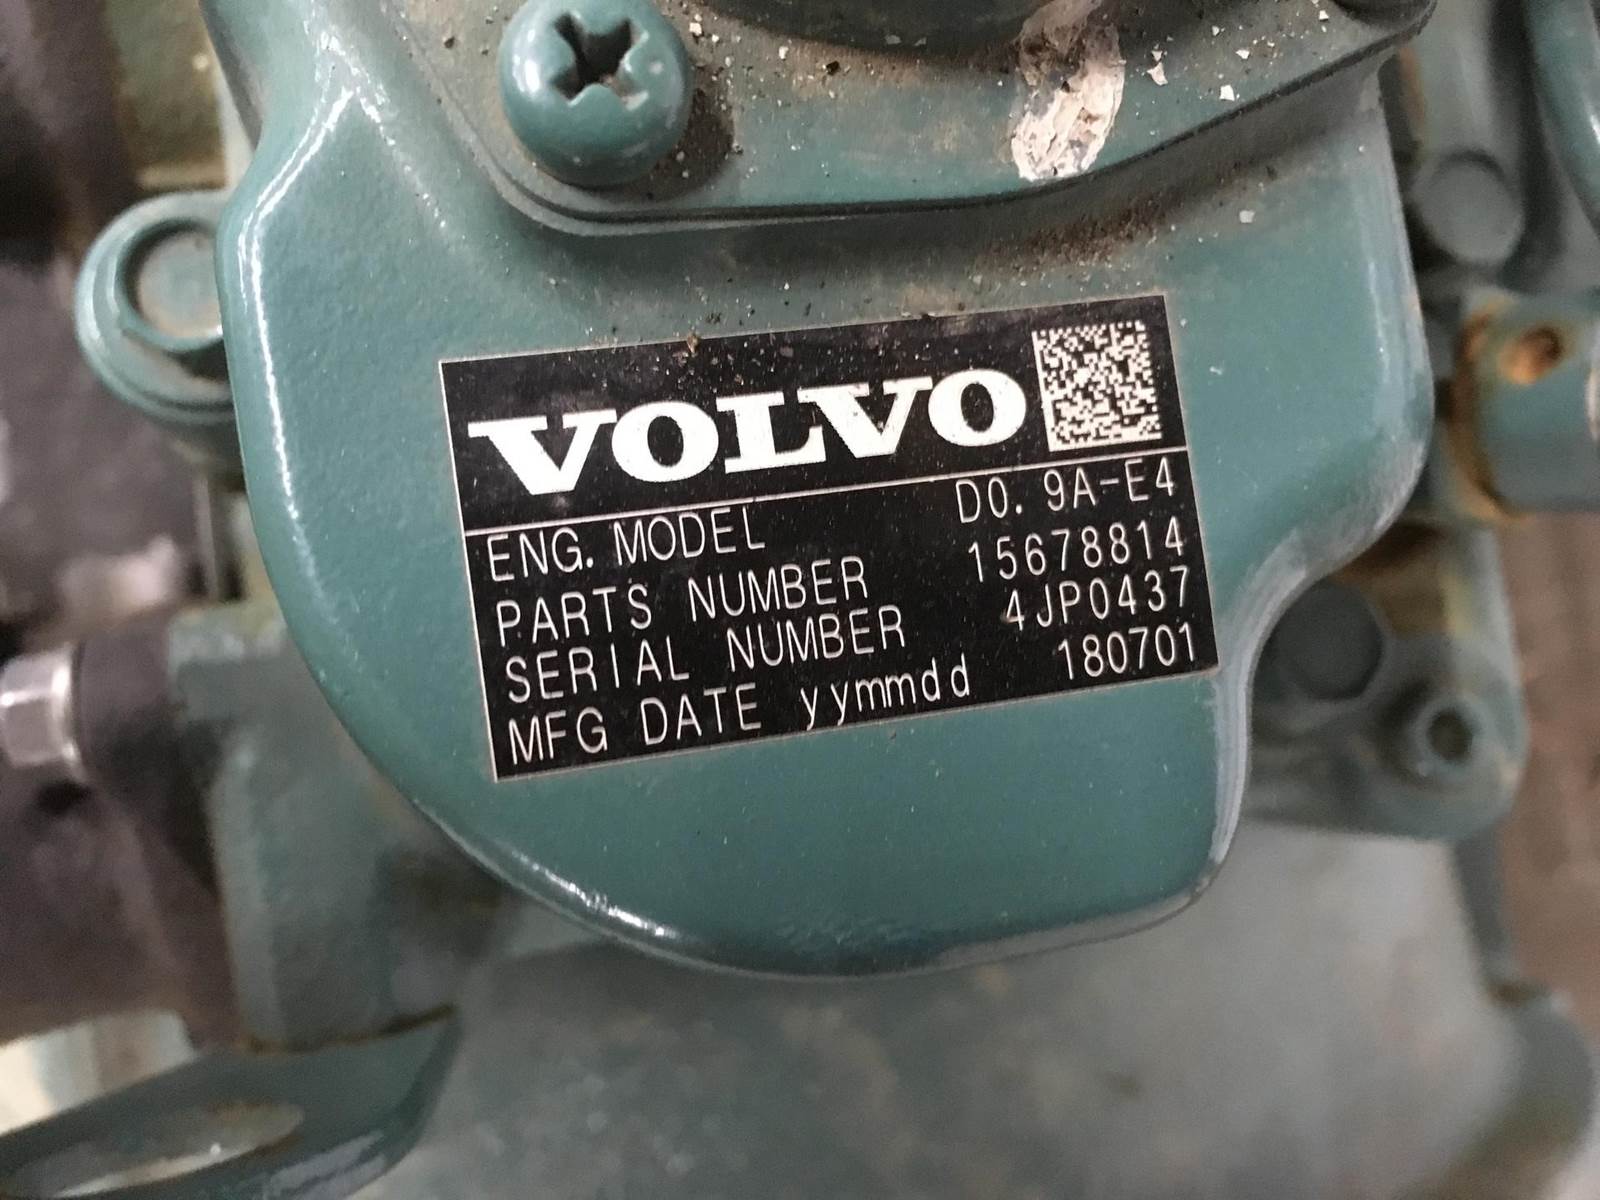 VOLVO
ENG. MODEL D0. 9A-E4
PARTS NUMBER 15678814
SERIAL NUMBER 4JP0437
MFG DATE yymmdd 180701